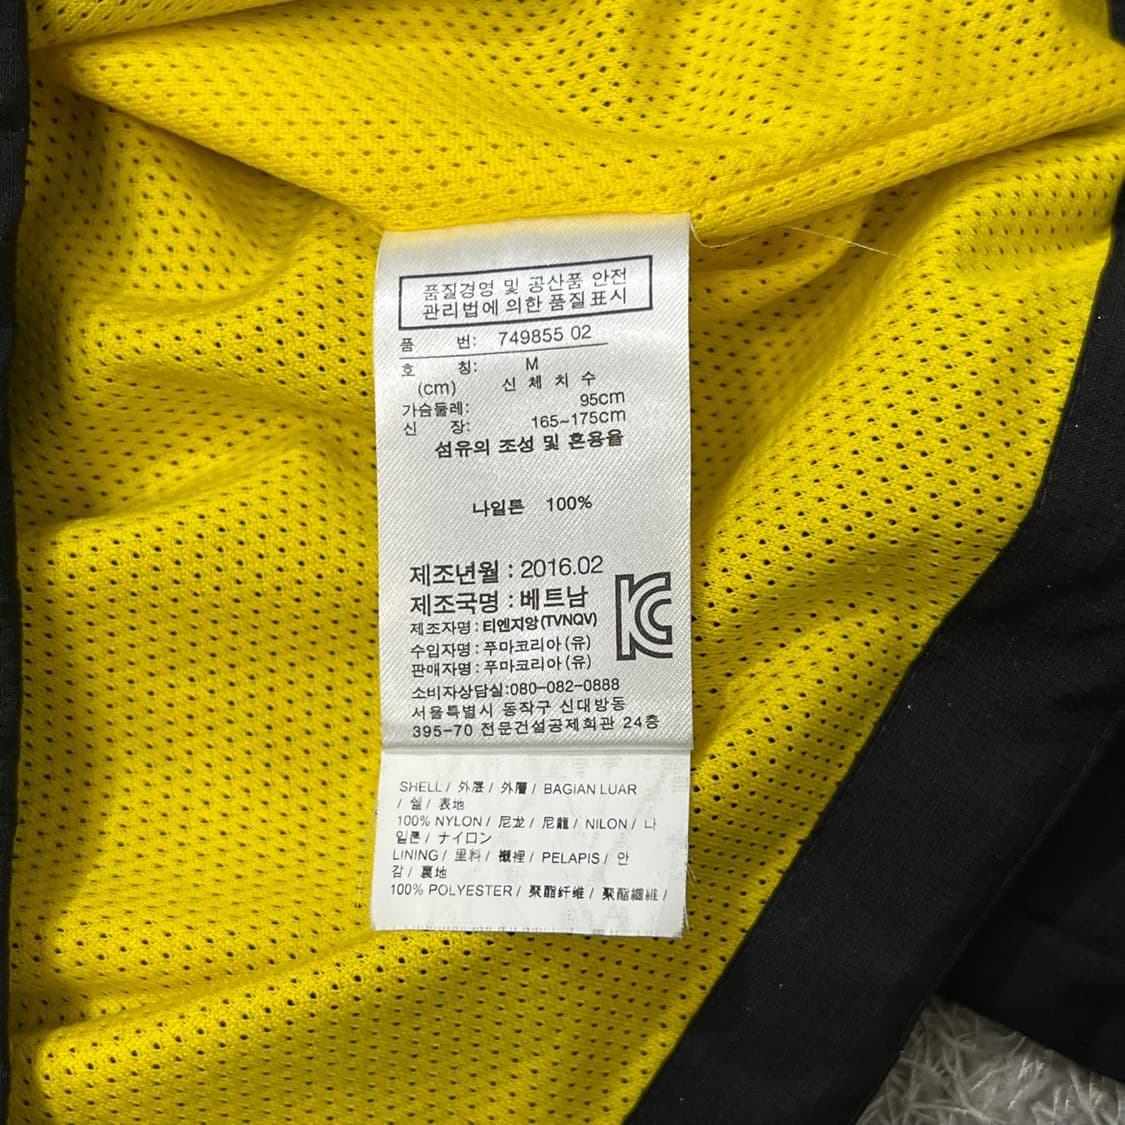 품질경영 및 공산품 안전
관리법에 의한 품질표시
품 번: 749855 02
호 칭: M
(cm) 신 체 치 수
가슴둘레: 95cm
신 장: 165~175cm
섬유의 조성 및 혼용율
나일론 100%
제조년월 : 2016.02
제조국명 : 베트남
제조자명 : 티엔지앙(TVNQV)
수입자명 : 푸마코리아 (유)
판매자명 : 푸마코리아 (유)
소비자상담실:080-082-0888
서울특별시 동작구 신대방동
395-70 전문건설공제회관 24층
SHELL / 外层 / 外層 / BAGIAN LUAR
/ 쉘 / 表地
100% NYLON / 尼龙 / 尼龍 / NILON / 나
일론 / ナイロン
LINING / 里料 / 襯裡 / PELAPIS / 안
감 / 裏地
100% POLYESTER / 聚酯纤维 / 聚酯纖維 /